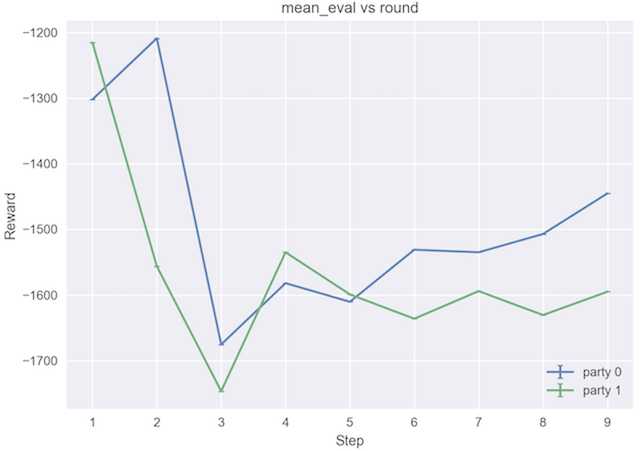 mean_eval vs round
−1200
−1300
−1400
−1500
−1600
−1700
Reward
1 2 3 4 5 6 7 8 9
Step
party 0
party 1